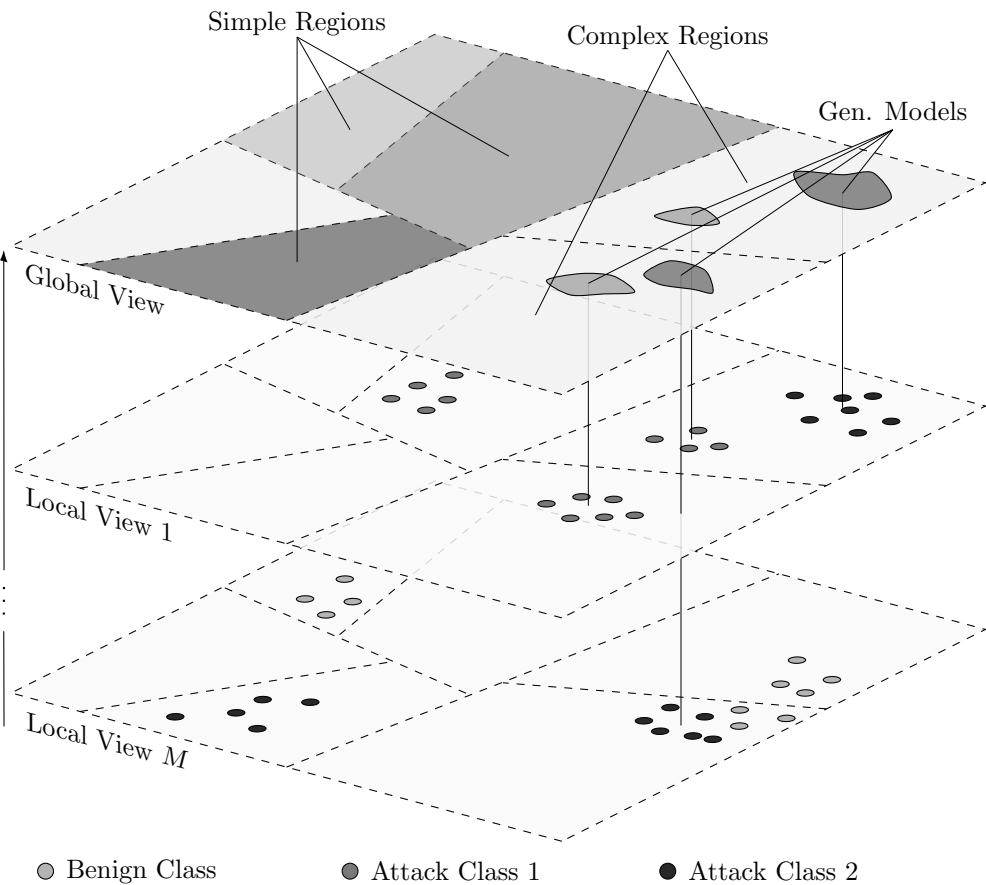 Simple Regions
Complex Regions
Gen. Models
Global View
Local View 1
Local View M
Benign Class
Attack Class 1
Attack Class 2